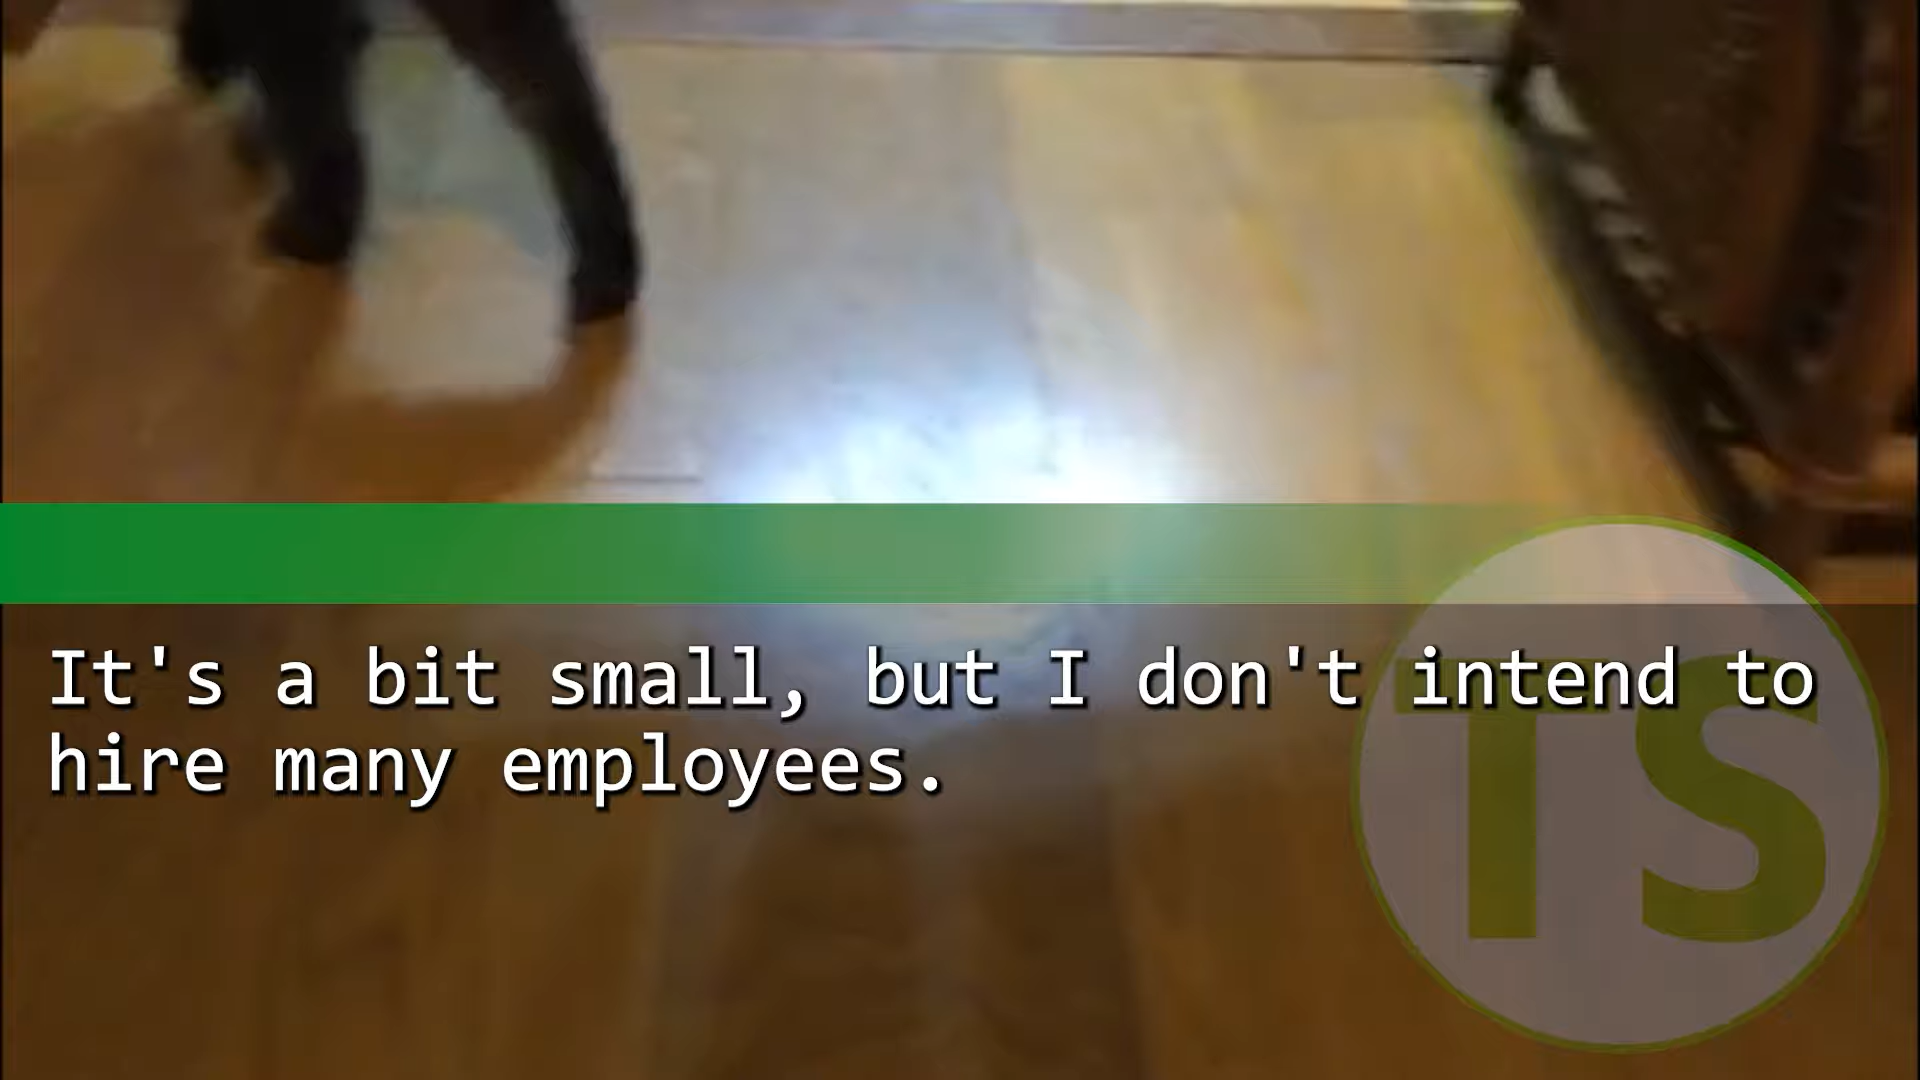 It's a bit small, but I don't intend to
hire many employees.
TS